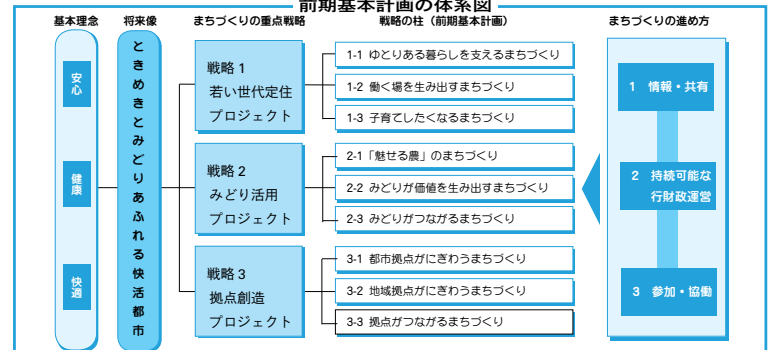 前期基本計画の体系図
基本理念
将来像
まちづくりの重点戦略
戦略の柱（前期基本計画）
まちづくりの進め方
安心
健康
快適
ときめきとみどりあふれる快活都市
戦略 1
若い世代定住
プロジェクト
1-1 ゆとりある暮らしを支えるまちづくり
1-2 働く場を生み出すまちづくり
1-3 子育てしたくなるまちづくり
戦略 2
みどり活用
プロジェクト
2-1「魅せる農」のまちづくり
2-2 みどりが価値を生み出すまちづくり
2-3 みどりがつながるまちづくり
戦略 3
拠点創造
プロジェクト
3-1 都市拠点がにぎわうまちづくり
3-2 地域拠点がにぎわうまちづくり
3-3 拠点がつながるまちづくり
1 情報・共有
2 持続可能な
行財政運営
3 参加・協働